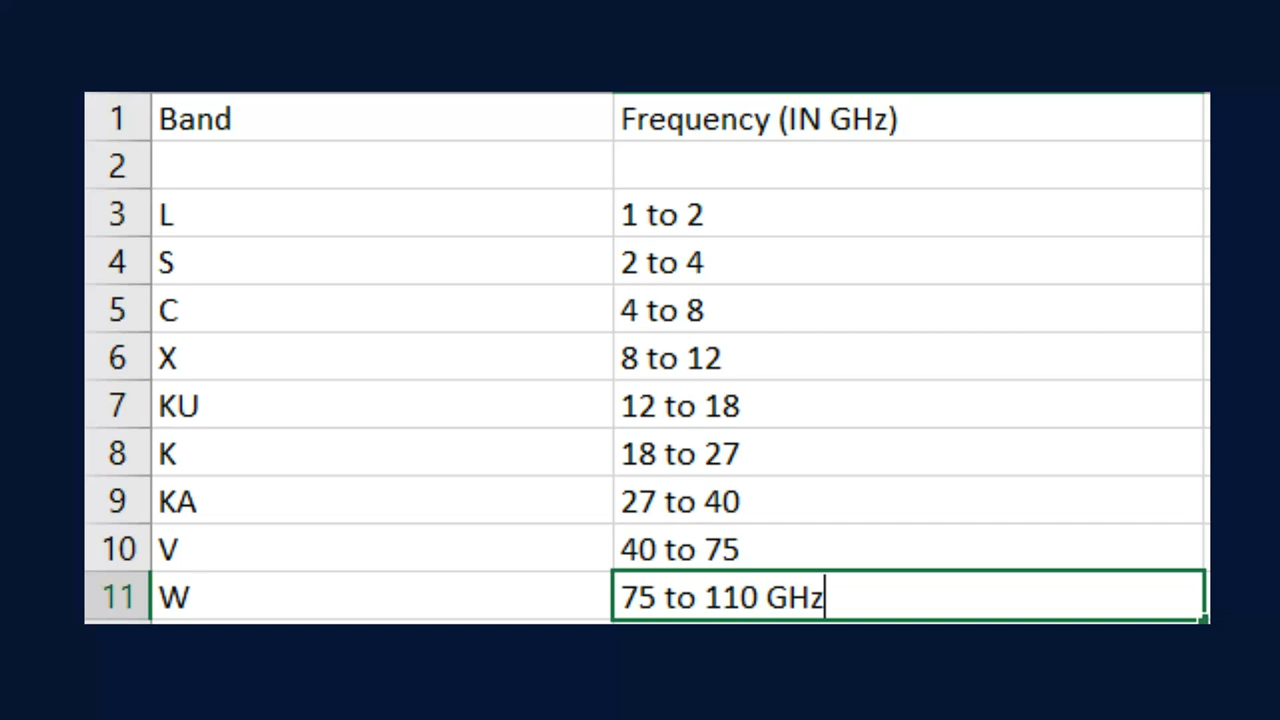 1 Band Frequency (IN GHz)
2
3 L 1 to 2
4 S 2 to 4
5 C 4 to 8
6 X 8 to 12
7 KU 12 to 18
8 K 18 to 27
9 KA 27 to 40
10 V 40 to 75
11 W 75 to 110 GHz